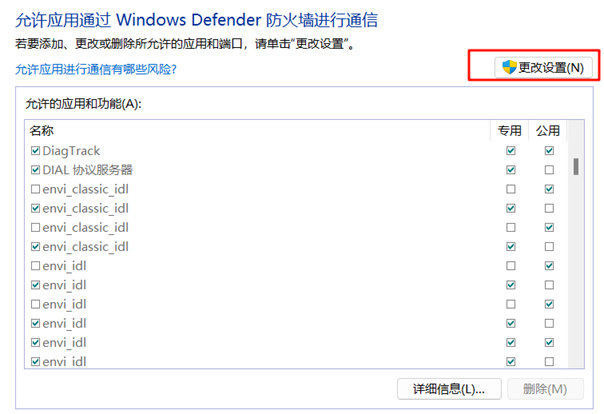 允许应用通过 Windows Defender 防火墙进行通信
若要添加、更改或删除所允许的应用和端口，请单击"更改设置"。
允许应用进行通信有哪些风险?
更改设置(N)
允许的应用和功能(A):
名称 专用 公用
DiagTrack
DIAL 协议服务器
envi_classic_idl
envi_classic_idl
envi_classic_idl
envi_classic_idl
envi_idl
envi_idl
envi_idl
envi_idl
envi_idl
envi_idl
详细信息(L)... 删除(M)